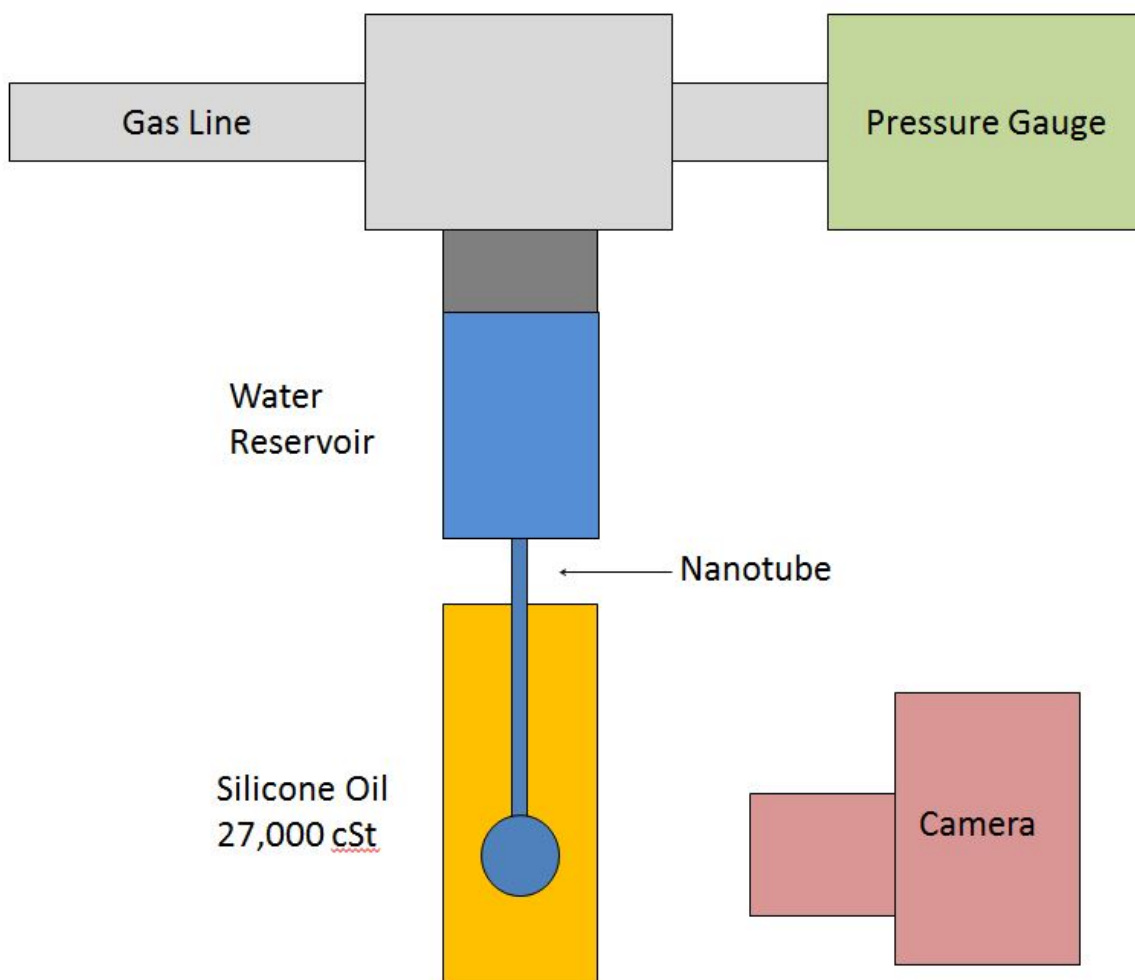 Gas Line
Pressure Gauge
Water
Reservoir
Nanotube
Silicone Oil
27,000 cSt
Camera